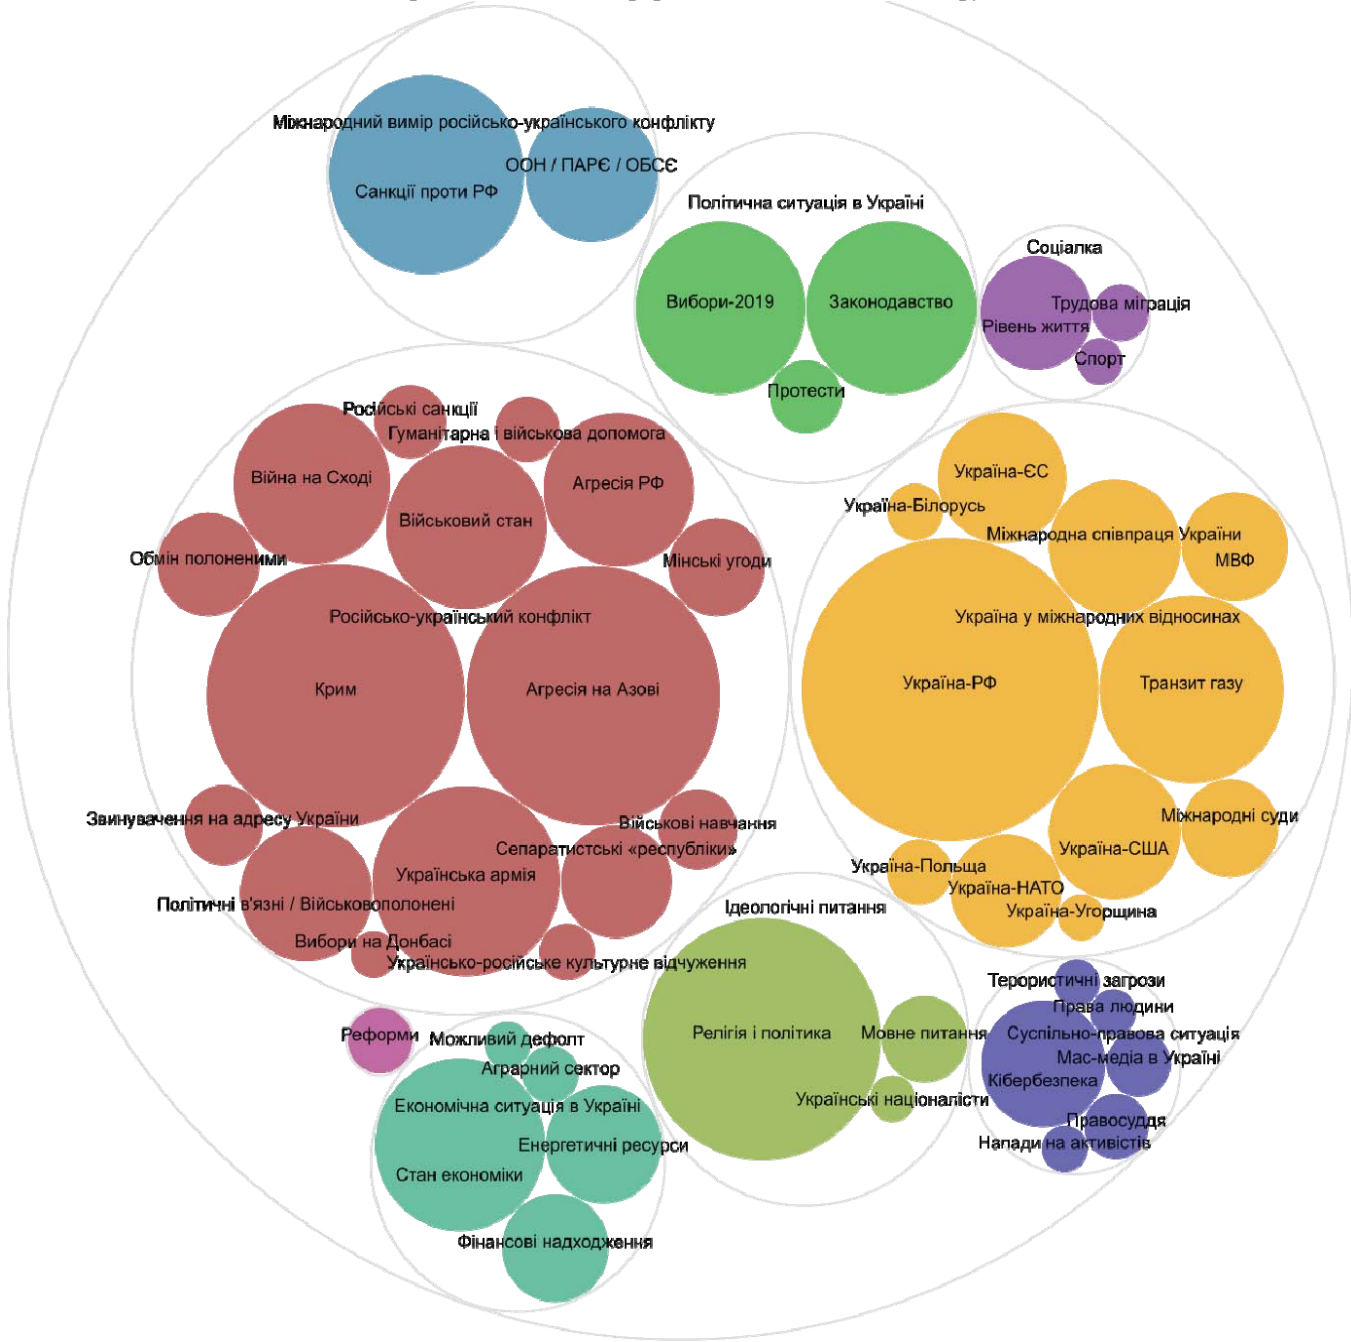 Міжнародний вимір російсько-українського конфлікту
ООН / ПАРЄ / ОБСЄ
Санкції проти РФ
Політична ситуація в Україні
Вибори-2019
Законодавство
Протести
Соціалка
Трудова міграція
Рівень життя
Спорт
Російські санкції
Гуманітарна і військова допомога
Війна на Сході
Агресія РФ
Військовий стан
Обмін полоненими
Мінські угоди
Російсько-український конфлікт
Крим
Агресія на Азові
Звинувачення на адресу України
Військові навчання
Сепаратистські «республіки»
Українська армія
Політичні в'язні / Військовополонені
Вибори на Донбасі
Українсько-російське культурне відчуження
Україна-ЄС
Україна-Білорусь
Міжнародна співпраця України
МВФ
Україна у міжнародних відносинах
Україна-РФ
Транзит газу
Міжнародні суди
Україна-США
Україна-Польща
Україна-НАТО
Україна-Угорщина
Ідеологічні питання
Релігія і політика
Мовне питання
Українські націоналісти
Терористичні загрози
Права людини
Суспільно-правова ситуація
Мас-медіа в Україні
Кібербезпека
Правосуддя
Напади на активістів
Реформи
Можливий дефолт
Аграрний сектор
Економічна ситуація в Україні
Енергетичні ресурси
Стан економіки
Фінансові надходження